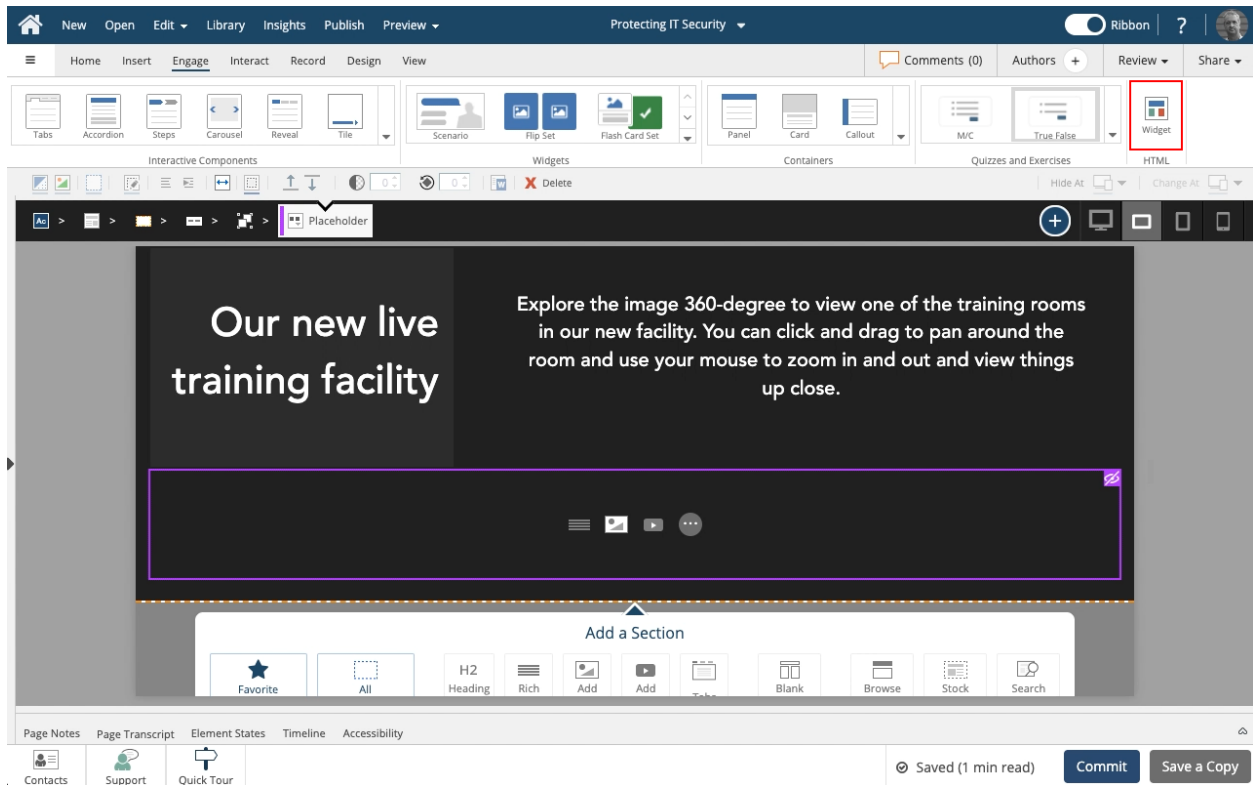 New Open Edit Library Insights Publish Preview Protecting IT Security Ribbon ?
Home Insert Engage Interact Record Design View Comments (0) Authors + Review Share
Tabs Accordion Steps Carousel Reveal Tile Scenario Flip Set Flash Card Set Panel Card Callout M/C True False Widget
Interactive Components Widgets Containers Quizzes and Exercises HTML
0 0 W X Delete Hide At Change At
Ac > > > > > Placeholder +
Our new live
training facility
Explore the image 360-degree to view one of the training rooms
in our new facility. You can click and drag to pan around the
room and use your mouse to zoom in and out and view things
up close.
Add a Section
H2
Favorite All Heading Rich Add Add Tabs Blank Browse Stock Search
Page Notes Page Transcript Element States Timeline Accessibility
Contacts Support Quick Tour Saved (1 min read) Commit Save a Copy